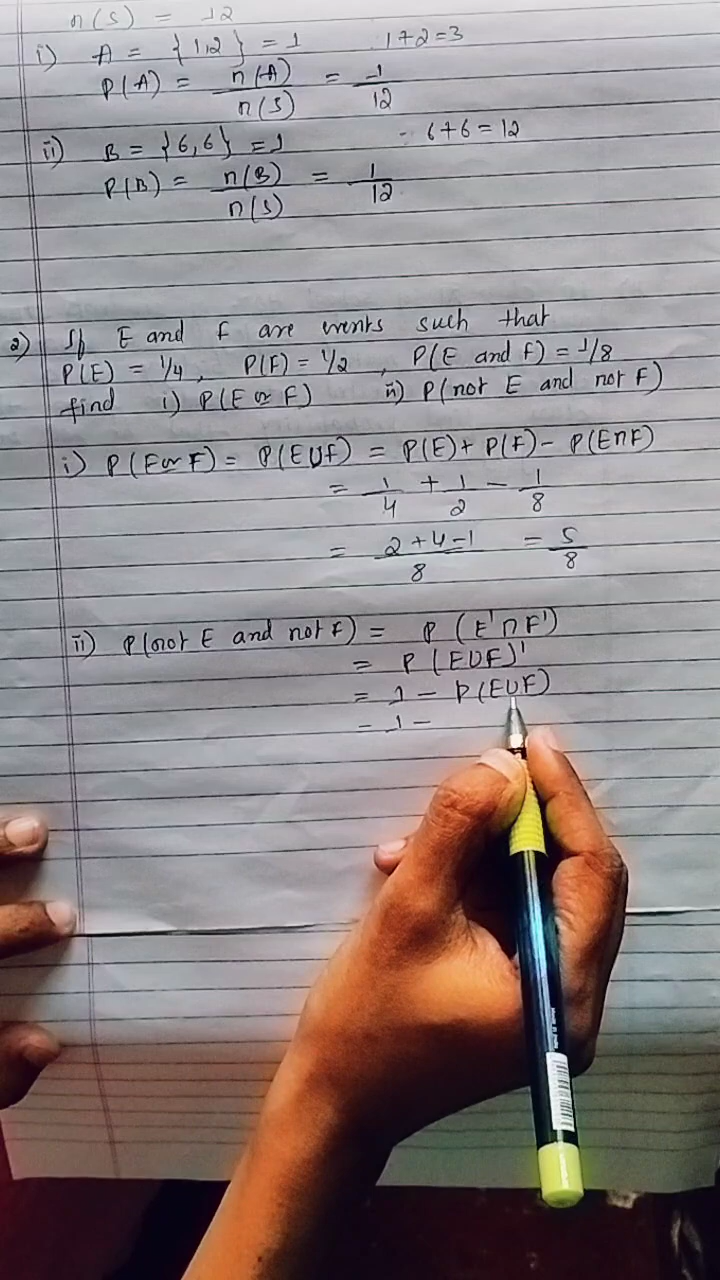 n(S) = 12
i) A = {1,2} = 1 1+2=3
P(A) = n(A)/n(S) = 1/12
ii) B = {6,6} = 1 6+6=12
P(B) = n(B)/n(S) = 1/12
2) If E and F are events such that
P(E) = 1/4, P(F) = 1/2, P(E and F) = 1/8
find i) P(E or F) ii) P(not E and not F)
i) P(E or F) = P(E∪F) = P(E) + P(F) - P(E∩F)
= 1/4 + 1/2 - 1/8
= 2+4-1/8 = 5/8
ii) P(not E and not F) = P(E'∩F')
= P(E∪F)'
= 1 - P(E∪F)
= 1 -